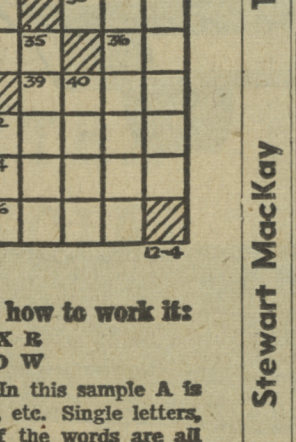 35 36
39 40
12-4
how to work it:
X R
O W
In this sample A is
etc. Single letters,
the words are all
Stewart MacKay